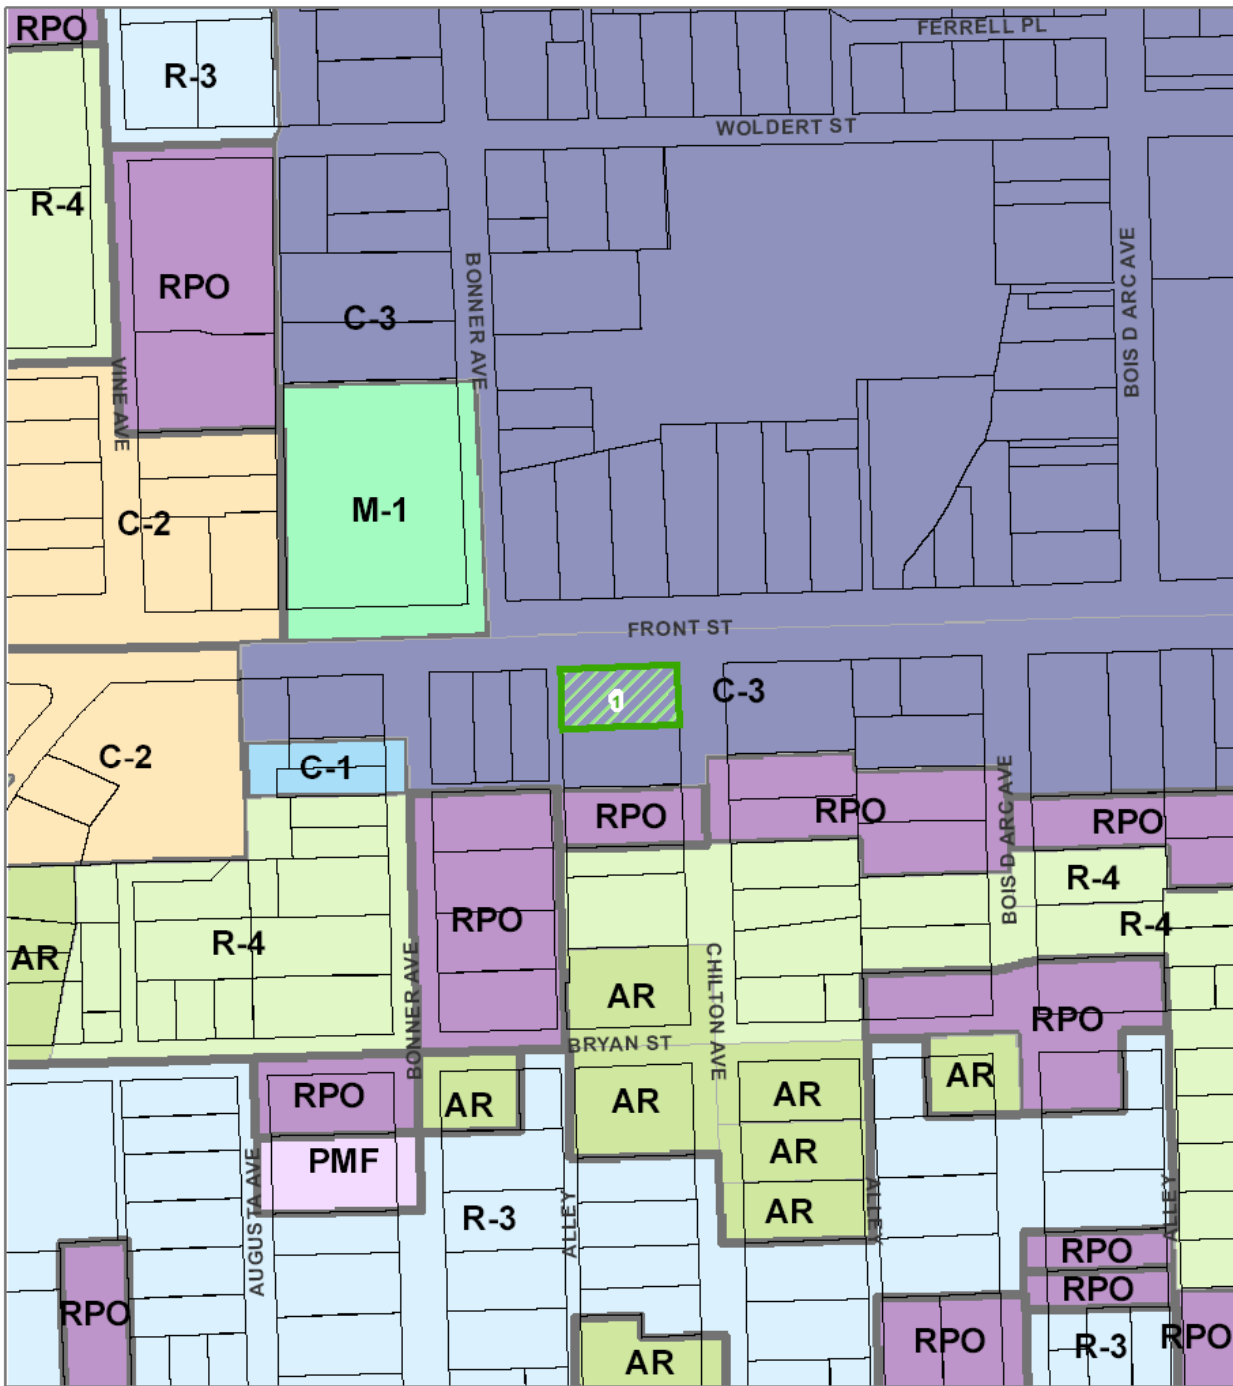 RPO
FERRELL PL
R-3
WOLDERT ST
R-4
BOIS D ARC AVE
RPO
BONNER AVE
C-3
VINE AVE
M-1
C-2
FRONT ST
1
C-3
C-2
C-1
BOIS D ARC AVE
RPO
RPO
RPO
R-4
RPO
R-4
R-4
AR
BONNER AVE
CHILTON AVE
AR
RPO
BRYAN ST
AR
RPO
AR
AR
AR
AUGUSTA AVE
PMF
AR
ALLEY
ALLEY
ALLEY
R-3
AR
RPO
RPO
RPO
RPO
RPO
R-3
AR